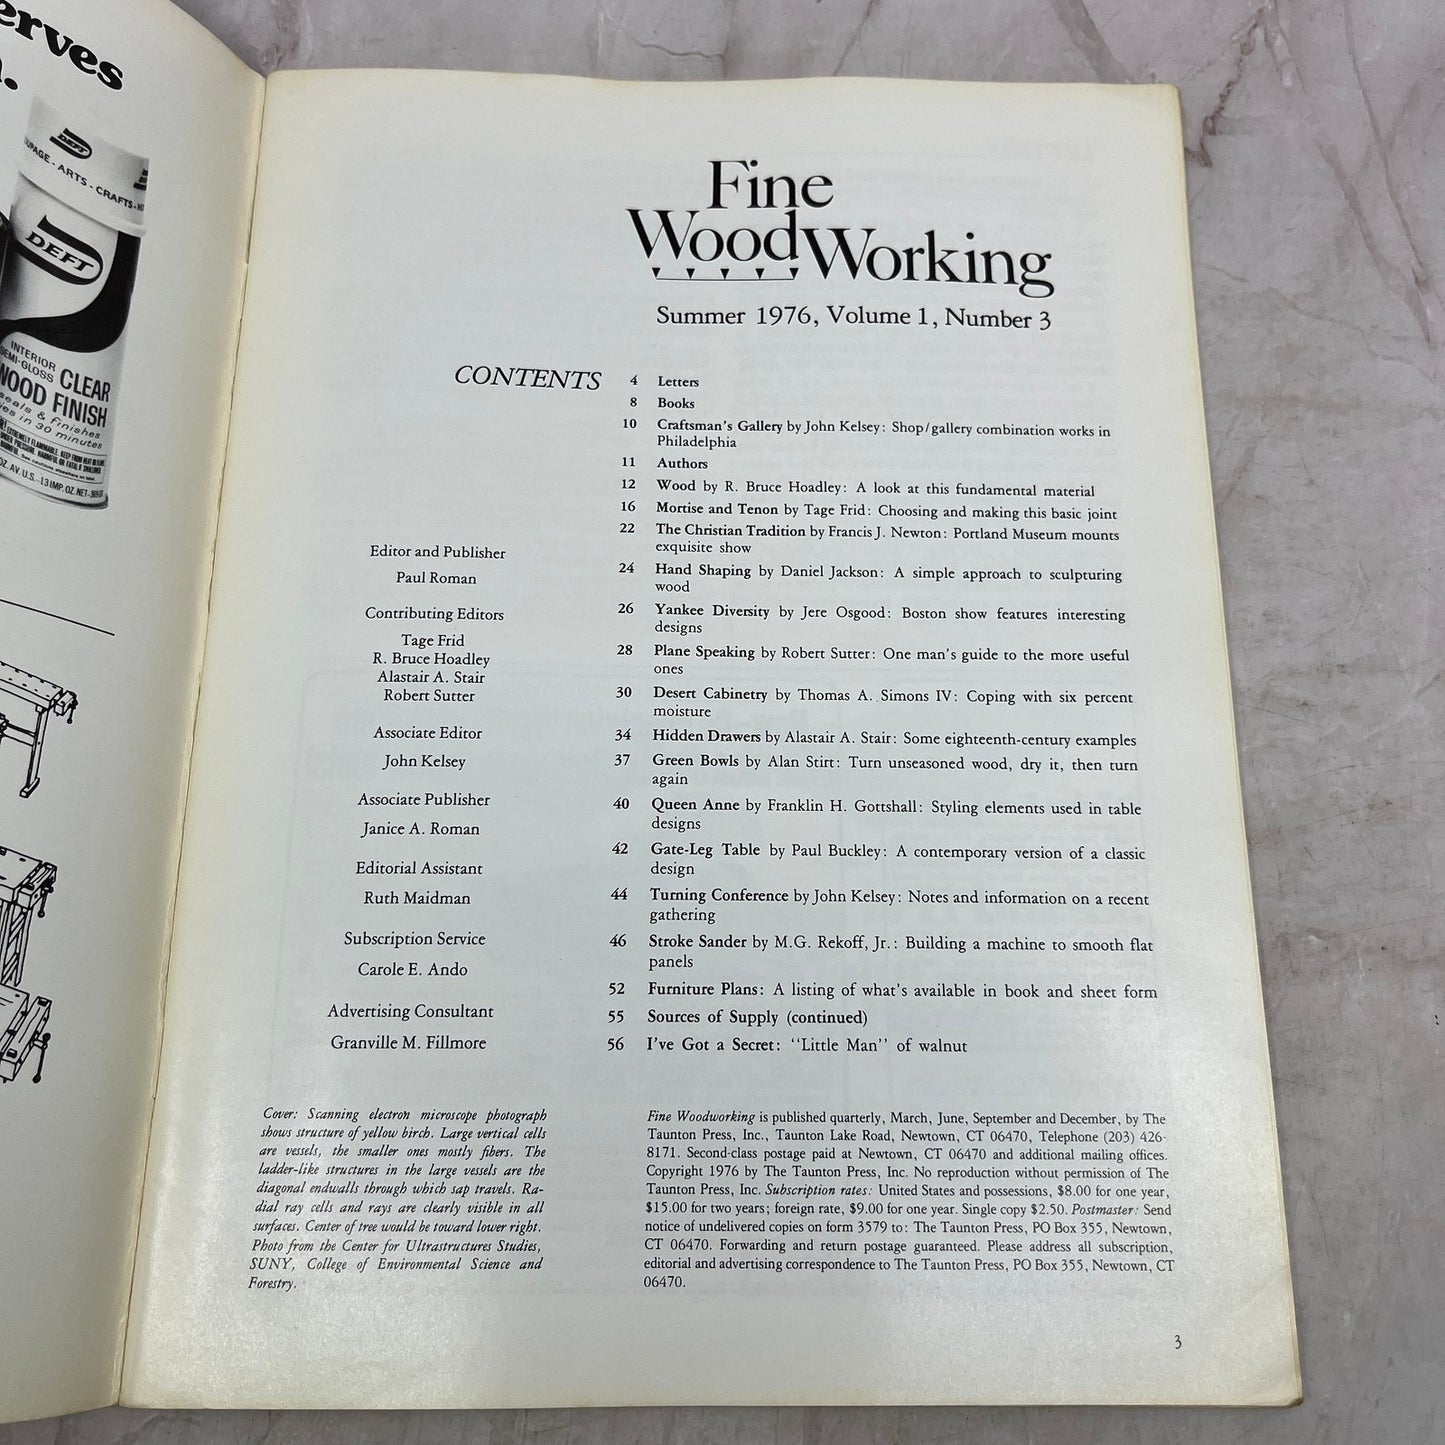 erves
DEFT
ARTS - CRAFTS
DEFT
INTERIOR
SEMI-GLOSS
CLEAR
WOOD FINISH
seals & finishes
in 30 minutes
Fine
WoodWorking
Summer 1976, Volume 1, Number 3
CONTENTS
4 Letters
8 Books
10 Craftsman's Gallery by John Kelsey: Shop/gallery combination works in
Philadelphia
11 Authors
12 Wood by R. Bruce Hoadley: A look at this fundamental material
16 Mortise and Tenon by Tage Frid: Choosing and making this basic joint
22 The Christian Tradition by Francis J. Newton: Portland Museum mounts
exquisite show
24 Hand Shaping by Daniel Jackson: A simple approach to sculpturing
wood
26 Yankee Diversity by Jere Osgood: Boston show features interesting
designs
28 Plane Speaking by Robert Sutter: One man's guide to the more useful
ones
30 Desert Cabinetry by Thomas A. Simons IV: Coping with six percent
moisture
34 Hidden Drawers by Alastair A. Stair: Some eighteenth-century examples
37 Green Bowls by Alan Stirt: Turn unseasoned wood, dry it, then turn
again
40 Queen Anne by Franklin H. Gottshall: Styling elements used in table
designs
42 Gate-Leg Table by Paul Buckley: A contemporary version of a classic
design
44 Turning Conference by John Kelsey: Notes and information on a recent
gathering
46 Stroke Sander by M.G. Rekoff, Jr.: Building a machine to smooth flat
panels
52 Furniture Plans: A listing of what's available in book and sheet form
55 Sources of Supply (continued)
56 I've Got a Secret: "Little Man" of walnut
Editor and Publisher
Paul Roman
Contributing Editors
Tage Frid
R. Bruce Hoadley
Alastair A. Stair
Robert Sutter
Associate Editor
John Kelsey
Associate Publisher
Janice A. Roman
Editorial Assistant
Ruth Maidman
Subscription Service
Carole E. Ando
Advertising Consultant
Granville M. Fillmore
Cover: Scanning electron microscope photograph
shows structure of yellow birch. Large vertical cells
are vessels, the smaller ones mostly fibers. The
ladder-like structures in the large vessels are the
diagonal endwalls through which sap travels. Ra-
dial ray cells and rays are clearly visible in all
surfaces. Center of tree would be toward lower right.
Photo from the Center for Ultrastructures Studies,
SUNY, College of Environmental Science and
Forestry.
Fine Woodworking is published quarterly, March, June, September and December, by The
Taunton Press, Inc., Taunton Lake Road, Newtown, CT 06470, Telephone (203) 426-
8171. Second-class postage paid at Newtown, CT 06470 and additional mailing offices.
Copyright 1976 by The Taunton Press, Inc. No reproduction without permission of The
Taunton Press, Inc. Subscription rates: United States and possessions, $8.00 for one year,
$15.00 for two years; foreign rate, $9.00 for one year. Single copy $2.50. Postmaster: Send
notice of undelivered copies on form 3579 to: The Taunton Press, PO Box 355, Newtown,
CT 06470. Forwarding and return postage guaranteed. Please address all subscription,
editorial and advertising correspondence to The Taunton Press, PO Box 355, Newtown, CT
06470.
3